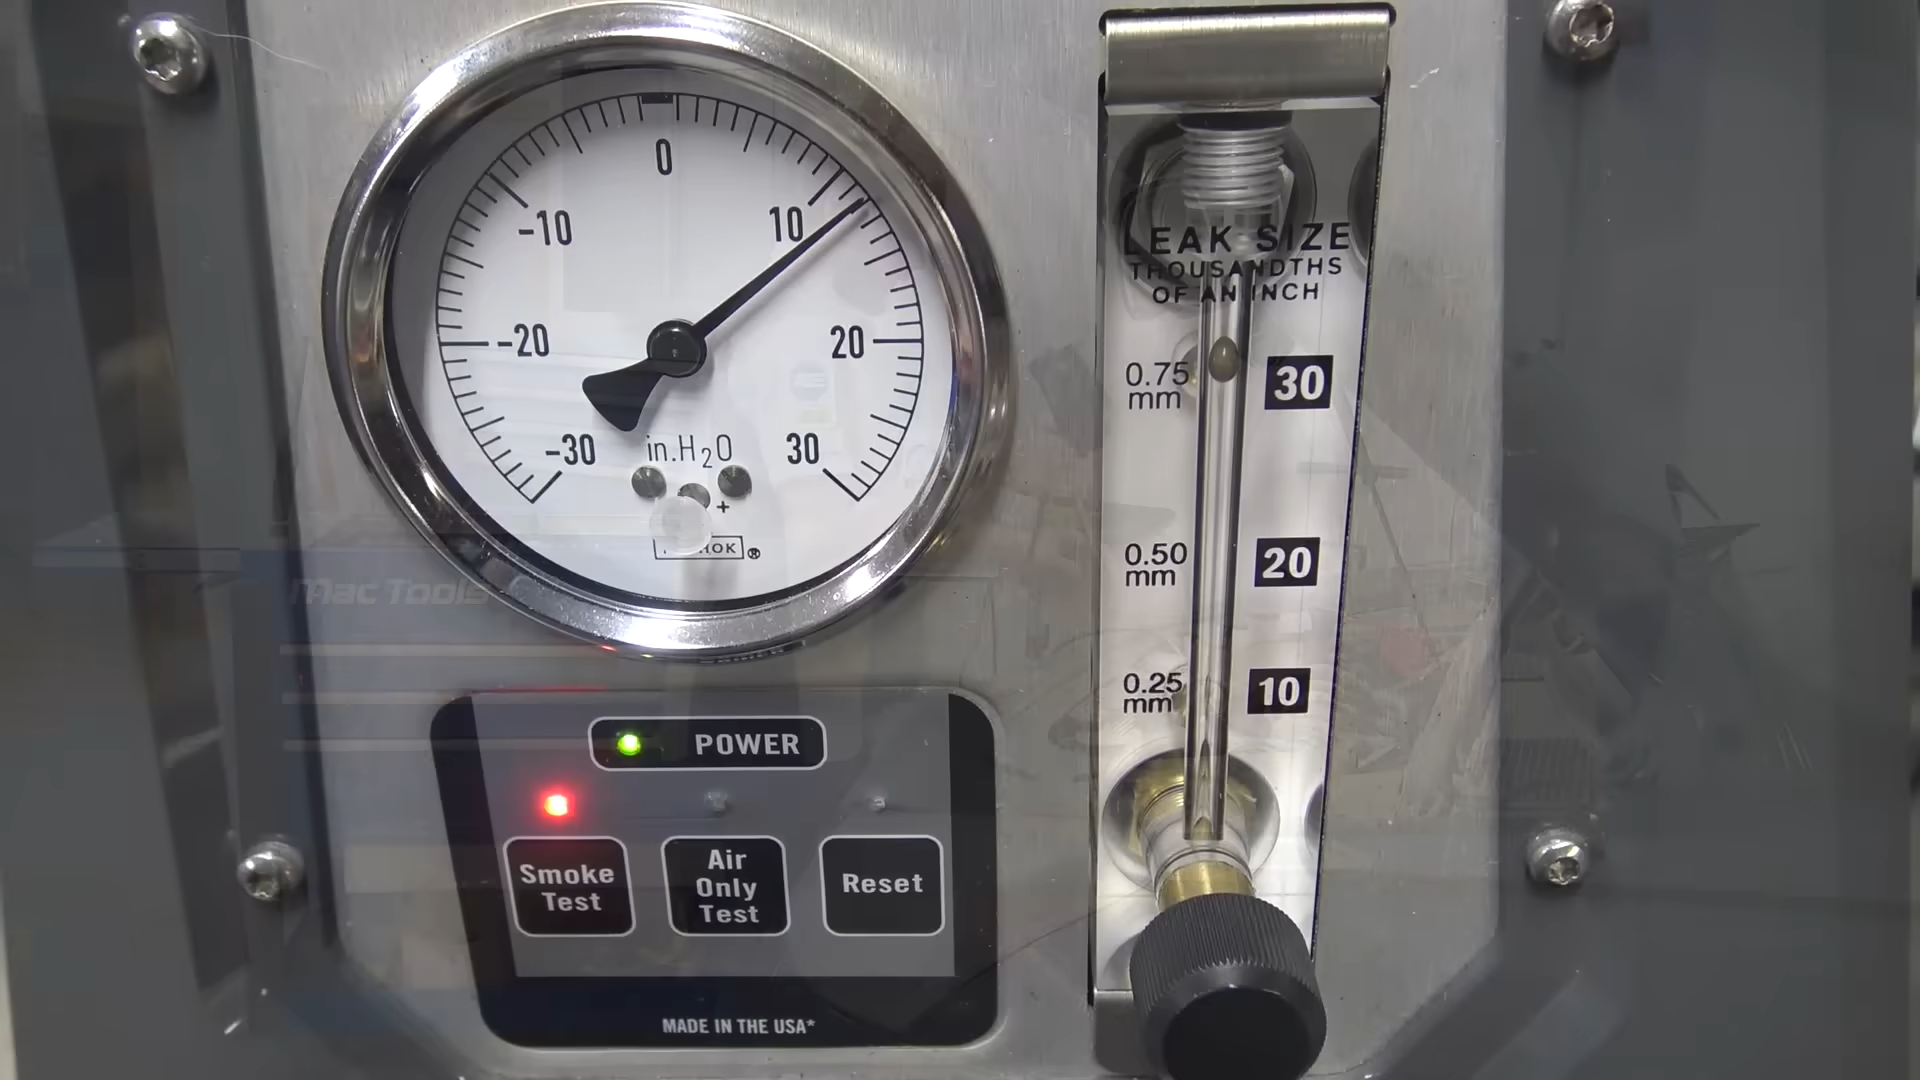 0
-10
10
-20
20
-30
30
in.H2O
+
®
LEAK SIZE
THOUSANDTHS
OF AN INCH
0.75
mm
30
0.50
mm
20
0.25
mm
10
Mac Tools
POWER
Smoke
Test
Air
Only
Test
Reset
MADE IN THE USA*